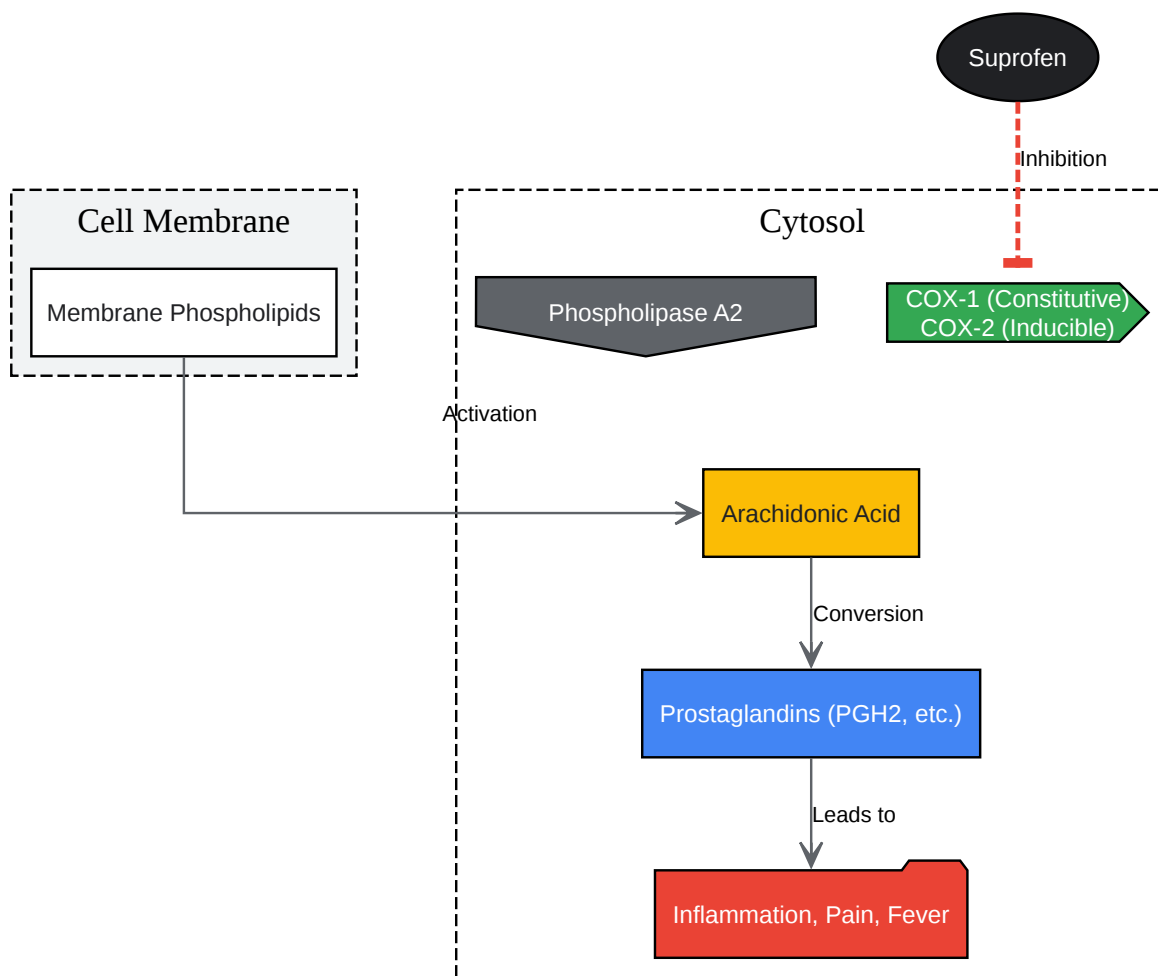 Suprofen
Inhibition
Cell Membrane
Cytosol
Membrane Phospholipids
Phospholipase A2
COX-1 (Constitutive)
COX-2 (Inducible)
Activation
Arachidonic Acid
Conversion
Prostaglandins (PGH2, etc.)
Leads to
Inflammation, Pain, Fever